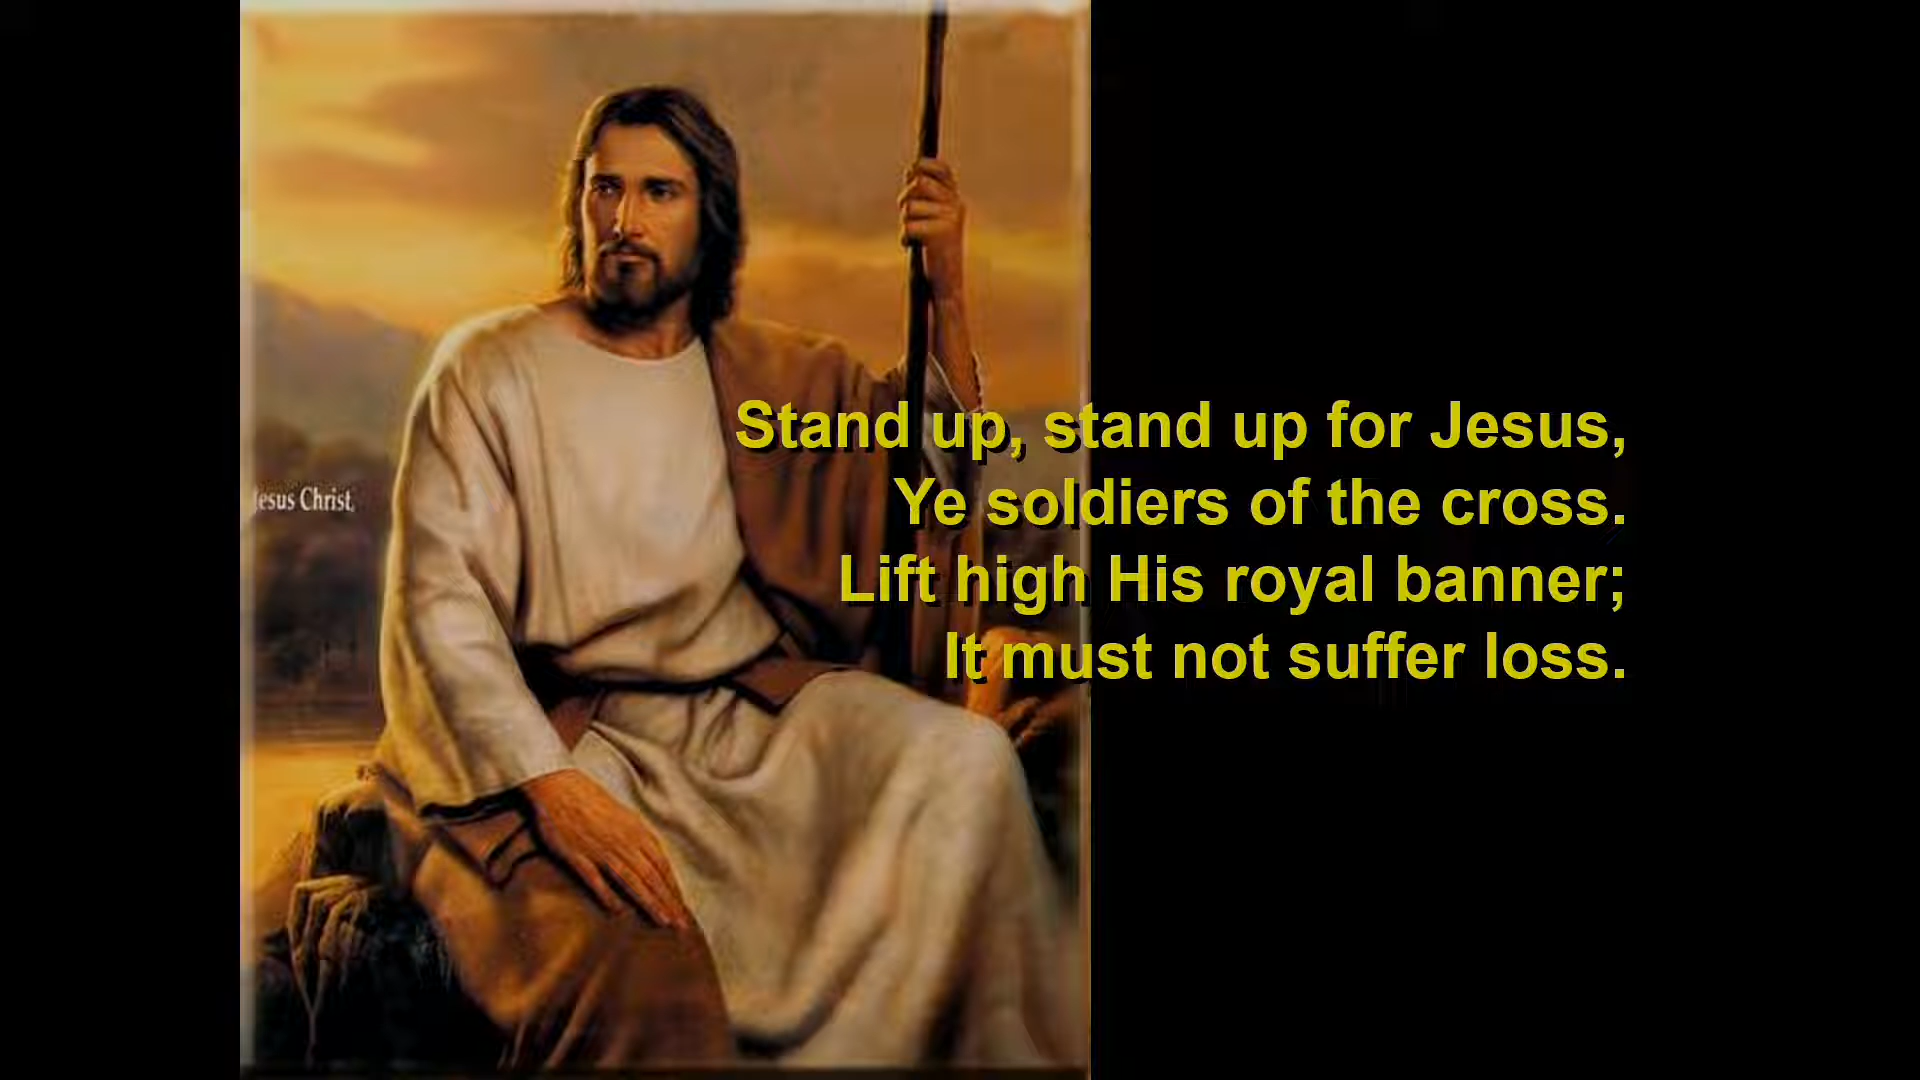 Stand up, stand up for Jesus,
Ye soldiers of the cross.
Lift high His royal banner;
It must not suffer loss.
Jesus Christ,